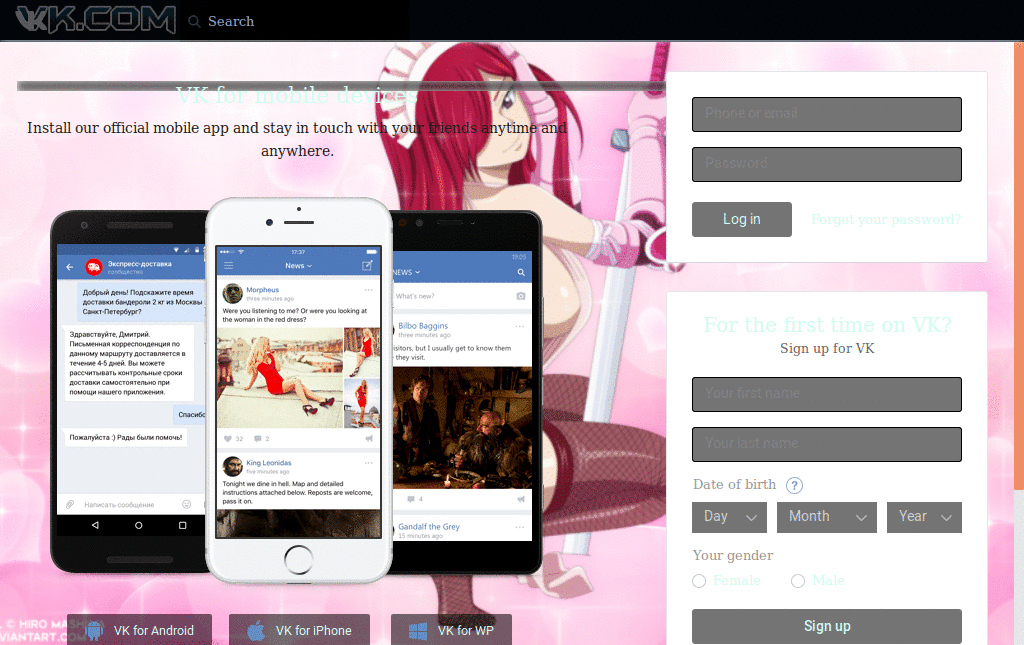 VK.COM
Search
VK for mobile devices
Install our official mobile app and stay in touch with your friends anytime and
anywhere.
Экспресс-доставка
сообщество
Добрый день! Подскажите время
доставки бандероли 2 кг из Москвы
Санкт-Петербург?
Здравствуйте, Дмитрий.
Письменная корреспонденция по
данному маршруту доставляется в
течение 4-5 дней. Вы можете
рассчитывать контрольные сроки
доставки самостоятельно при
помощи нашего приложения.
Спасибо
Пожалуйста :) Рады были помочь!
Написать сообщение
17:37
News
Morpheus
three minutes ago
Were you listening to me? Or were you looking
at the woman in the red dress?
32
2
King Leonidas
five minutes ago
Tonight we dine in hell. Map and detailed
instructions attached below. Reposts are welcome,
pass it on.
19:05
NEWS
What's new?
Bilbo Baggins
three minutes ago
isitors, but I usually get to know them
e they visit.
4
Gandalf the Grey
15 minutes ago
© HIRO MASH
VIANTART.COM
VK for Android
VK for iPhone
VK for WP
Phone or email
Password
Log in
Forgot your password?
For the first time on VK?
Sign up for VK
Your first name
Your last name
Date of birth ?
Day
Month
Year
Your gender
Female
Male
Sign up